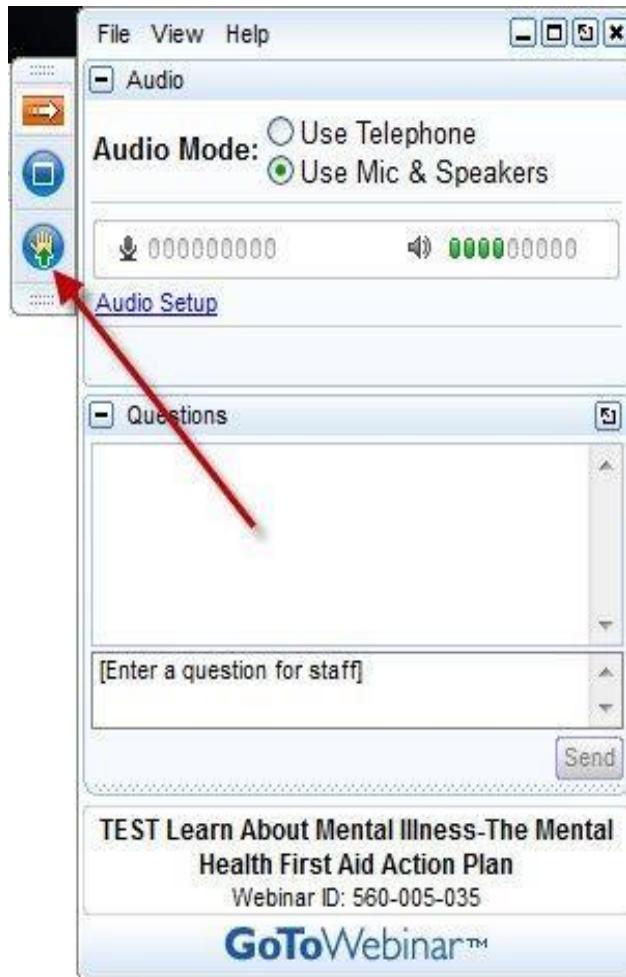 File View Help
Audio
Audio Mode:
Use Telephone
Use Mic & Speakers
Audio Setup
Questions
[Enter a question for staff]
Send
TEST Learn About Mental Illness-The Mental
Health First Aid Action Plan
Webinar ID: 560-005-035
GoToWebinar™